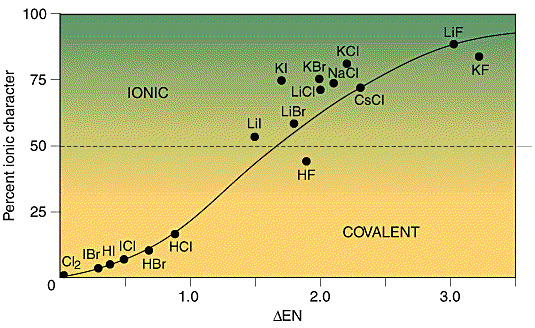 100
Percent ionic character
LiF
KCl
KI
KBr
NaCl
KF
75
IONIC
LiCl
CsCl
LiBr
LiI
50
HF
25
COVALENT
ICl
HCl
IBr
HI
Cl₂
HBr
0
1.0
2.0
3.0
ΔEN